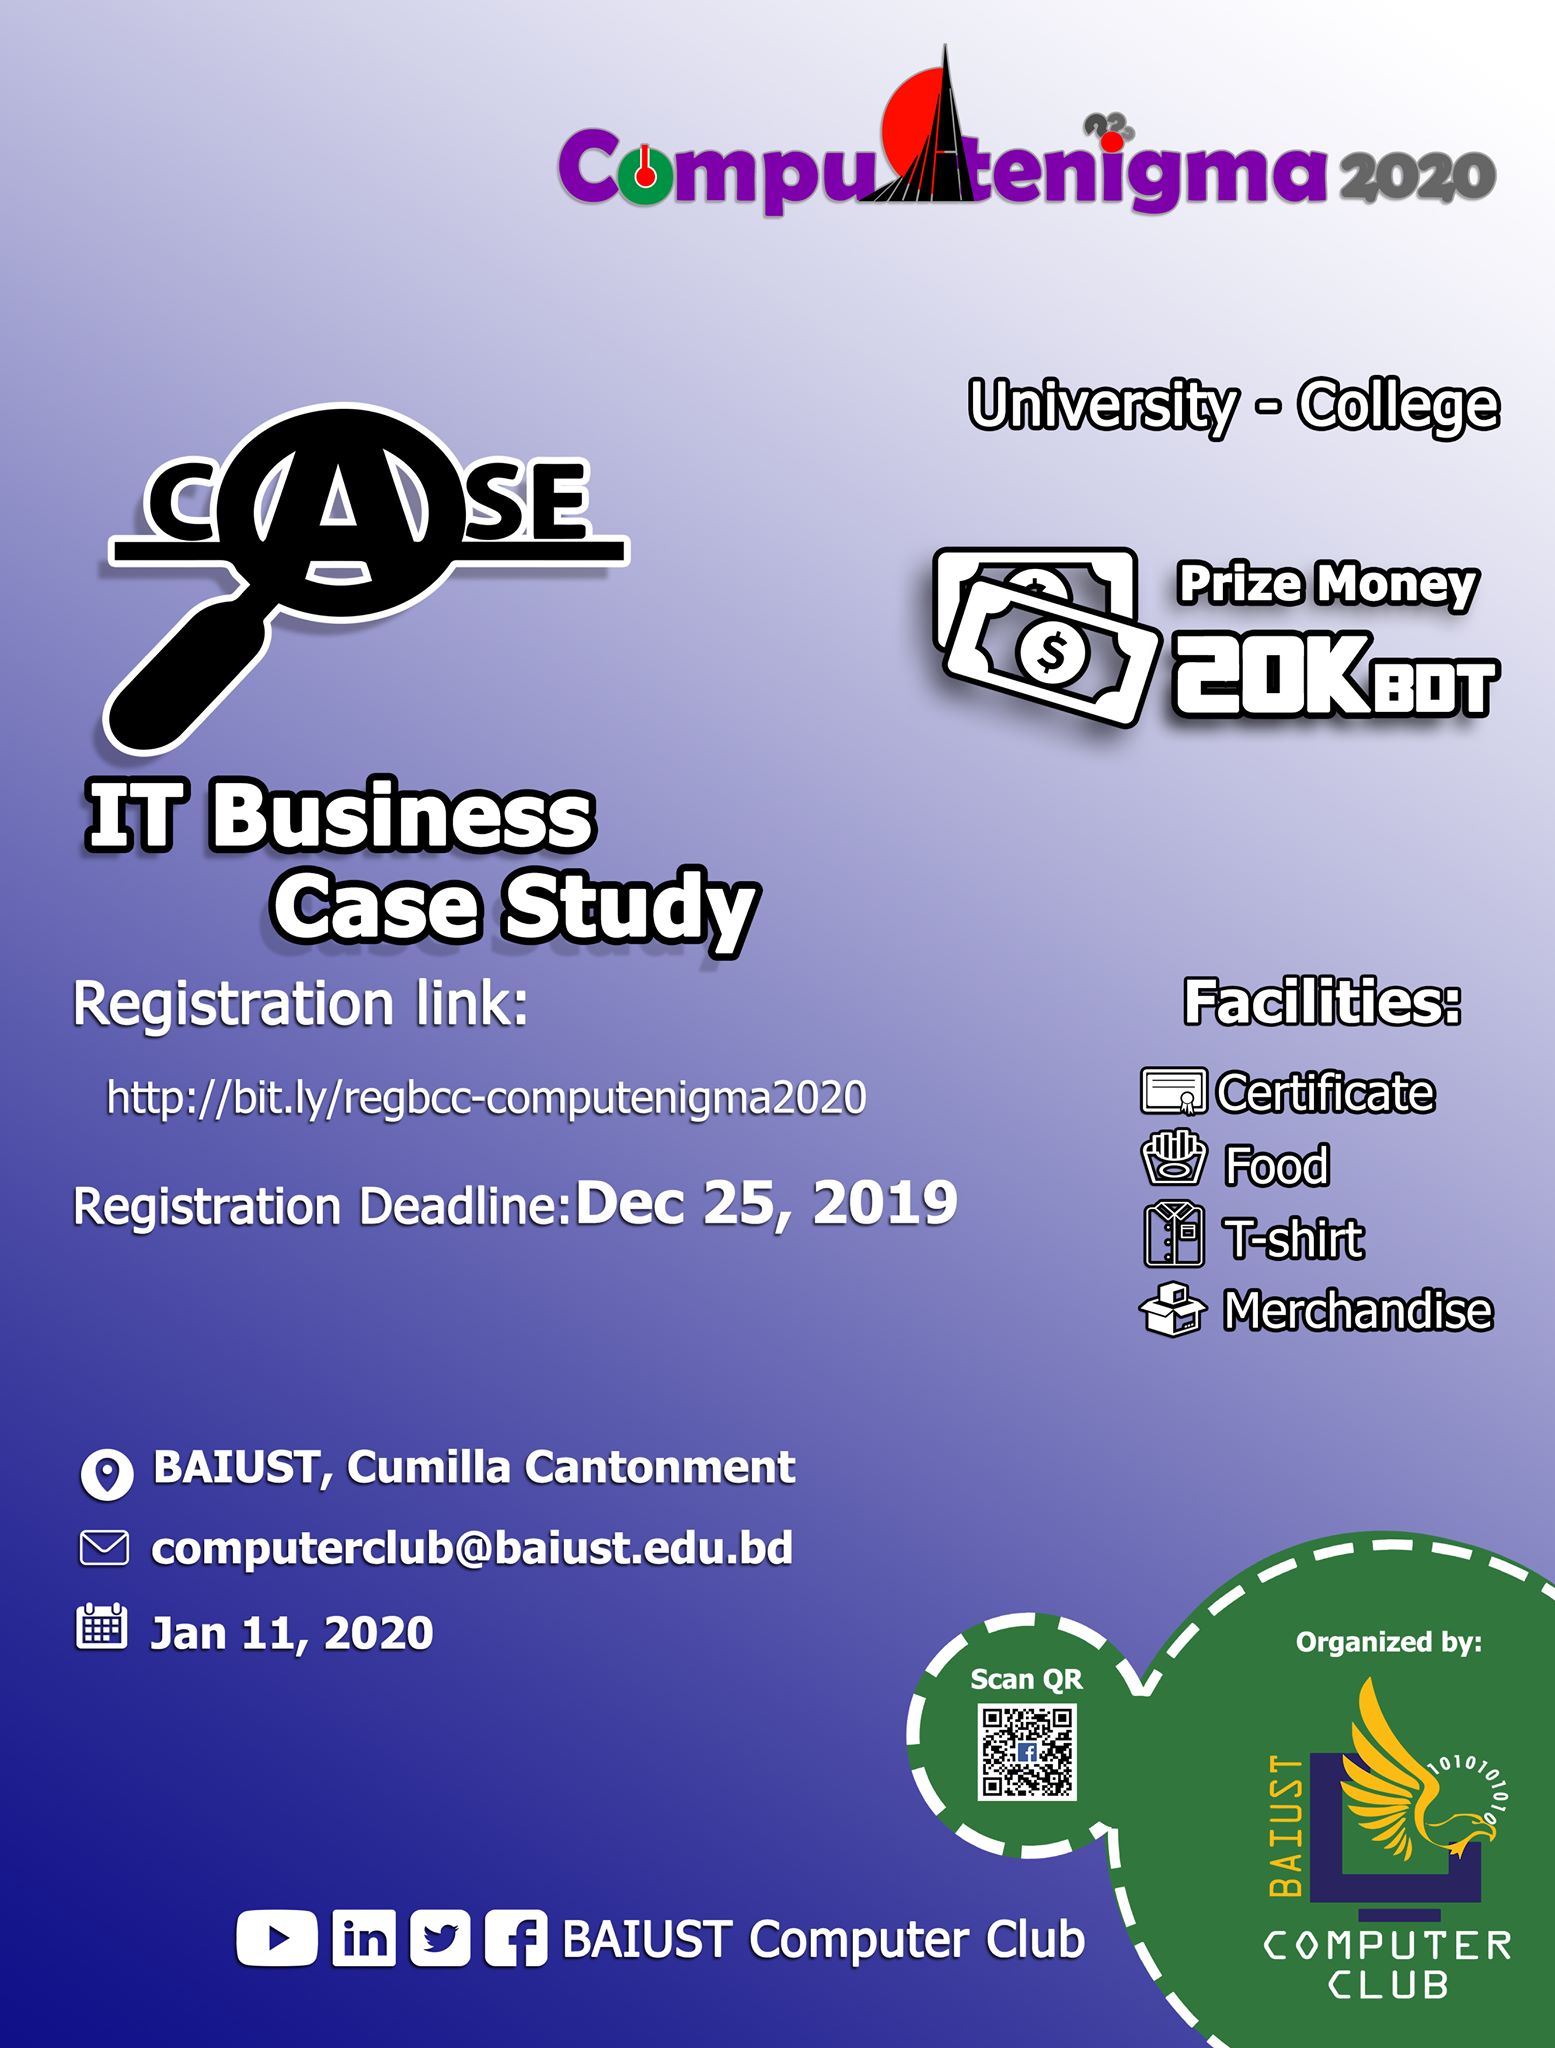 Computenigma 2020
University - College
CASE
Prize Money
20K BDT
IT Business
Case Study
Registration link:
http://bit.ly/regbcc-computenigma2020
Registration Deadline:Dec 25, 2019
Facilities:
Certificate
Food
T-shirt
Merchandise
BAIUST, Cumilla Cantonment
computerclub@baiust.edu.bd
Jan 11, 2020
Scan QR
Organized by:
BAIUST
1010101010
COMPUTER
CLUB
BAIUST Computer Club